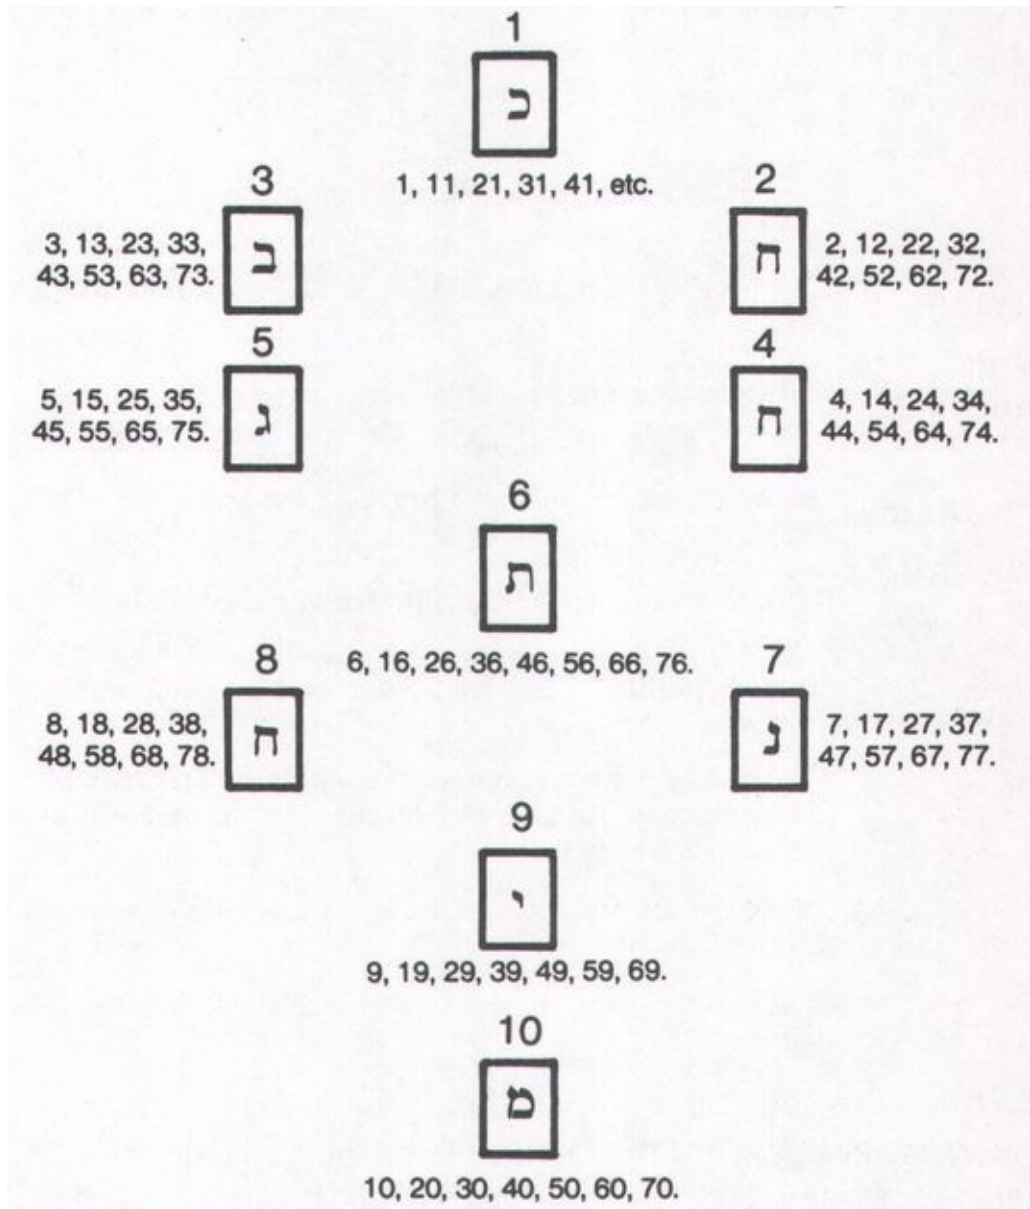 1
כ
1, 11, 21, 31, 41, etc.
3
3, 13, 23, 33,
43, 53, 63, 73.
ב
2
ח
2, 12, 22, 32,
42, 52, 62, 72.
5
5, 15, 25, 35,
45, 55, 65, 75.
ג
4
ח
4, 14, 24, 34,
44, 54, 64, 74.
6
ת
6, 16, 26, 36, 46, 56, 66, 76.
8
8, 18, 28, 38,
48, 58, 68, 78.
ח
7
נ
7, 17, 27, 37,
47, 57, 67, 77.
9
י
9, 19, 29, 39, 49, 59, 69.
10
ם
10, 20, 30, 40, 50, 60, 70.